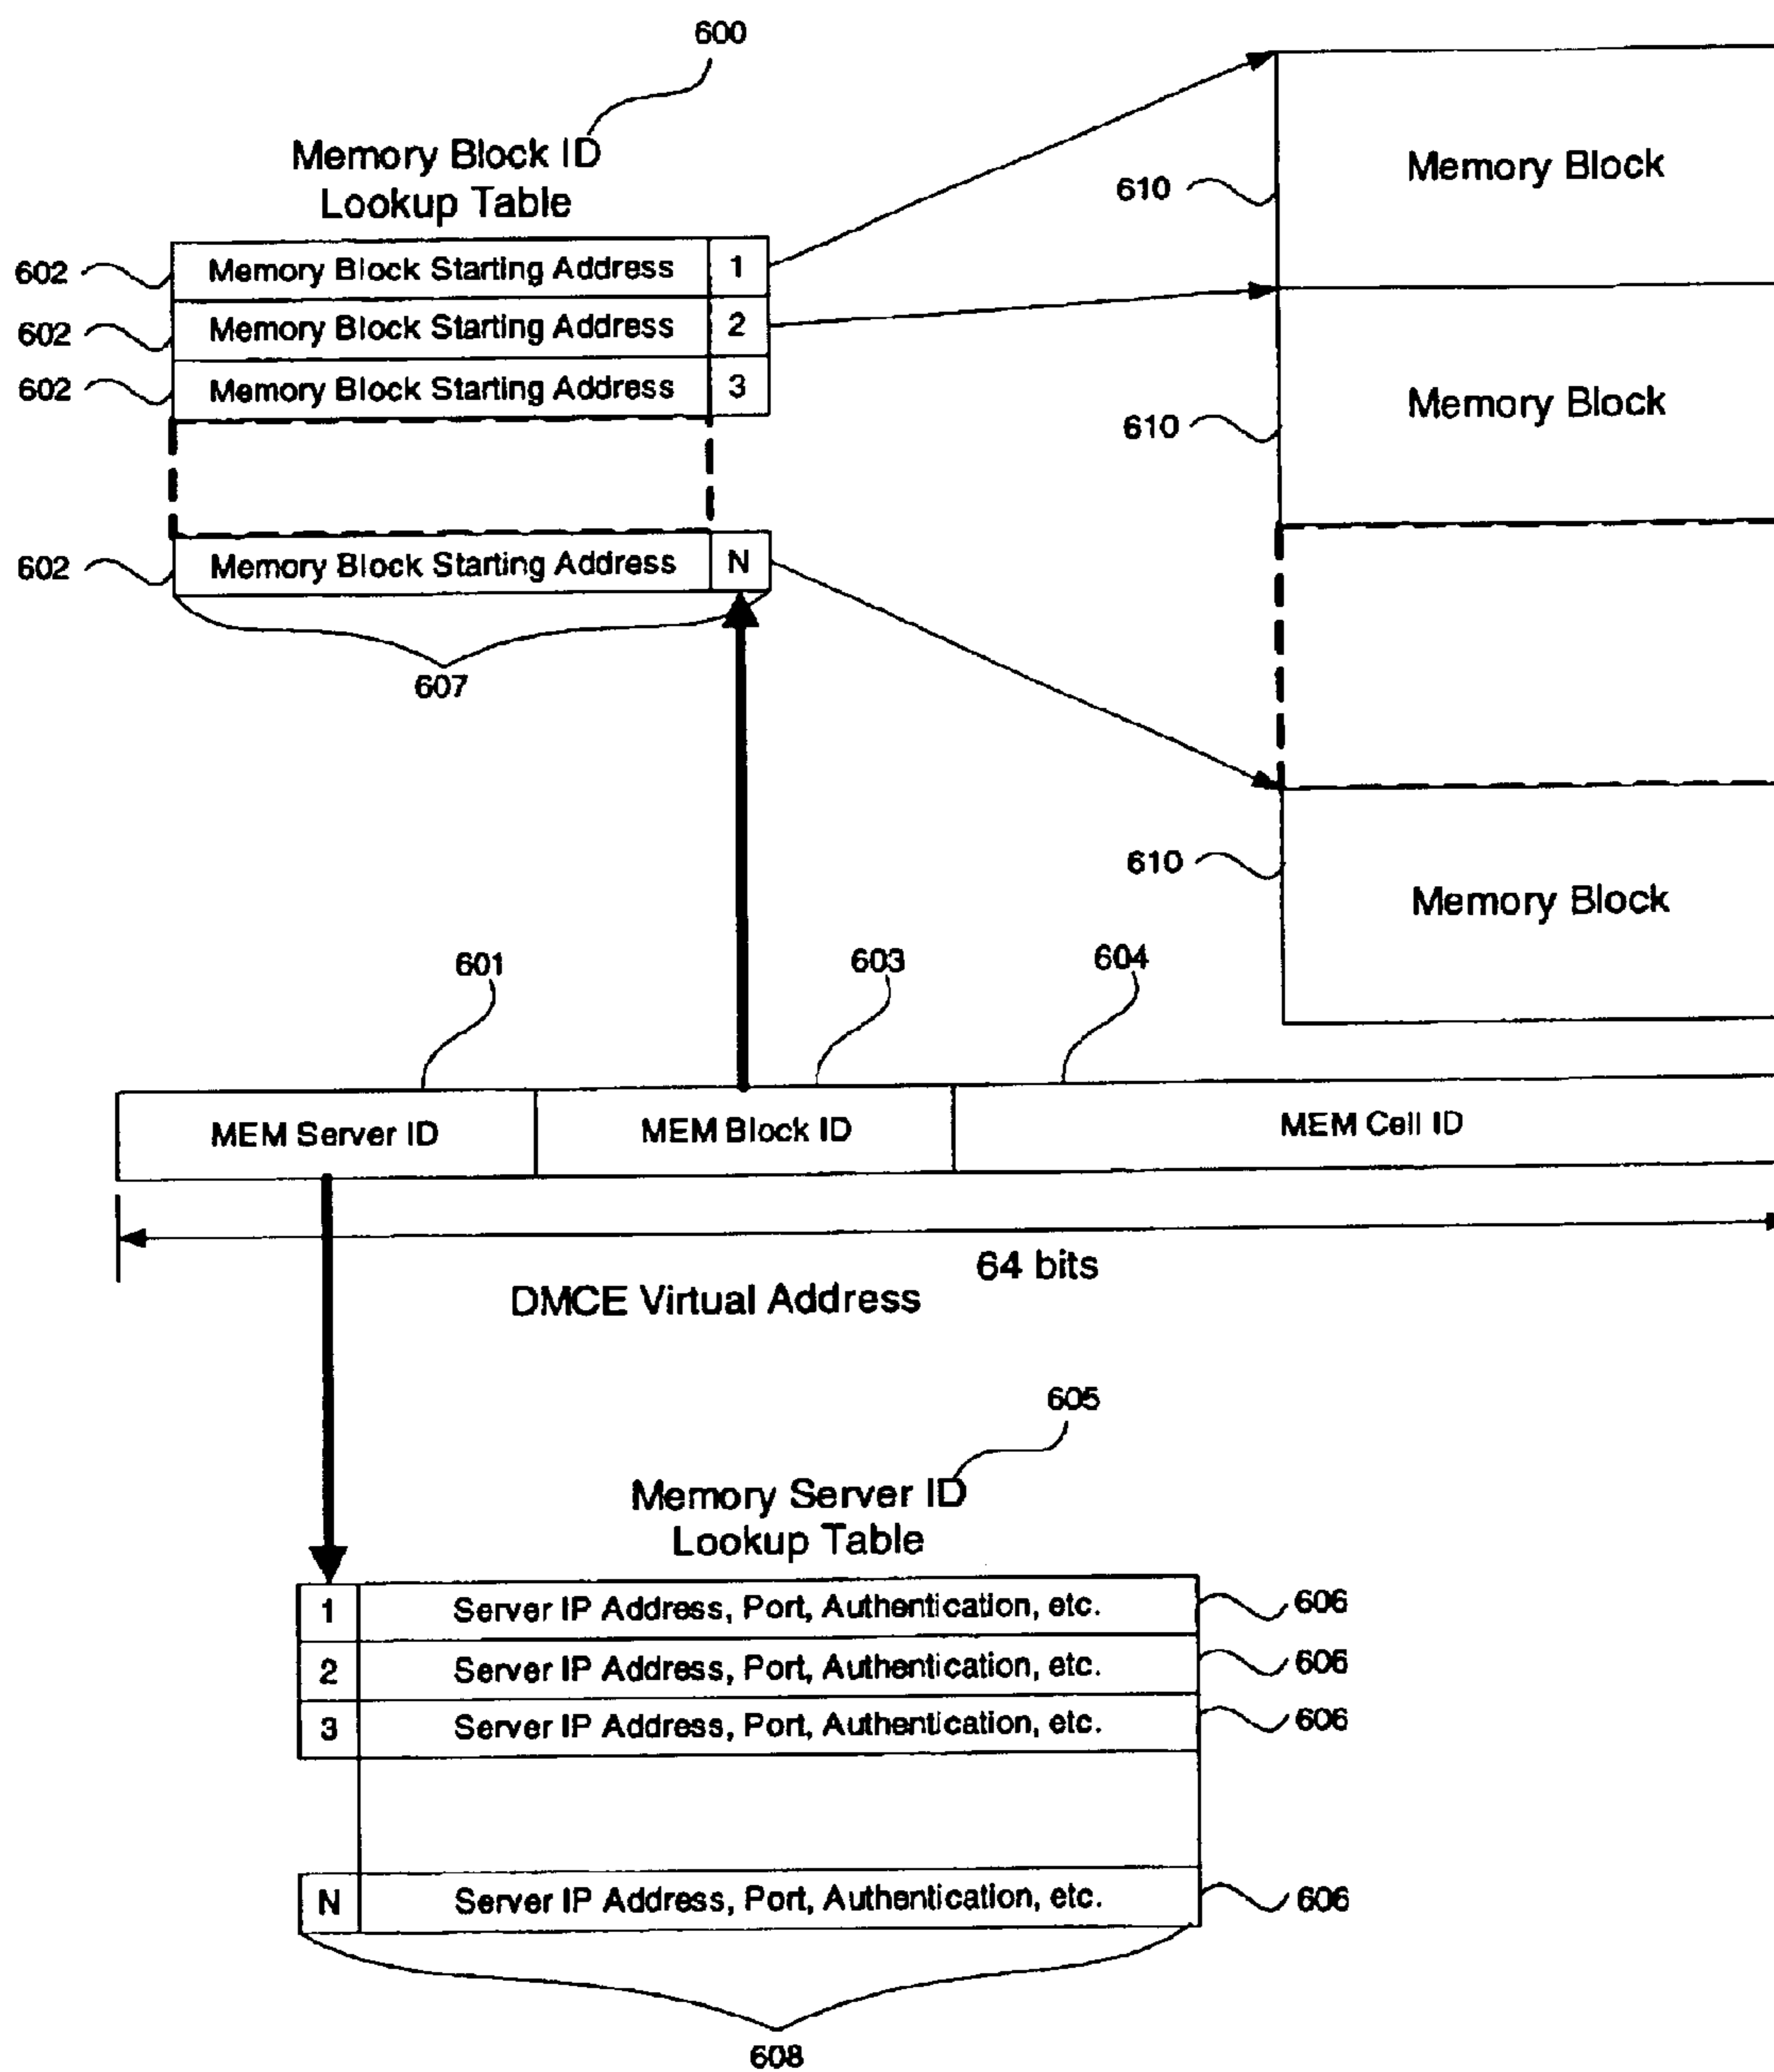 600
Memory Block ID
Lookup Table
602 Memory Block Starting Address 1
602 Memory Block Starting Address 2
602 Memory Block Starting Address 3
602 Memory Block Starting Address N
607
610 Memory Block
610 Memory Block
610 Memory Block
601 603 604
MEM Server ID MEM Block ID MEM Cell ID
64 bits
DMCE Virtual Address
605
Memory Server ID
Lookup Table
1 Server IP Address, Port, Authentication, etc. 606
2 Server IP Address, Port, Authentication, etc. 606
3 Server IP Address, Port, Authentication, etc. 606
N Server IP Address, Port, Authentication, etc. 606
608